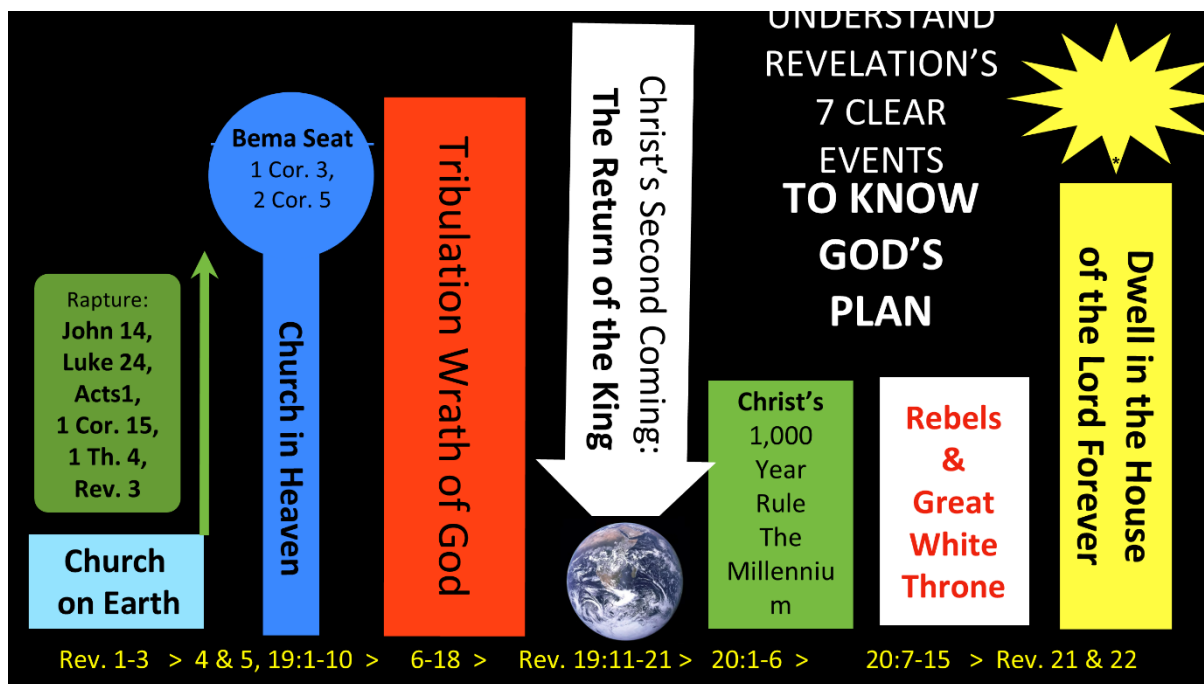 UNDERSTAND
REVELATION’S
7 CLEAR
EVENTS
TO KNOW
GOD’S
PLAN
Rapture:
John 14,
Luke 24,
Acts1,
1 Cor. 15,
1 Th. 4,
Rev. 3
Church
on Earth
Bema Seat
1 Cor. 3,
2 Cor. 5
Church in Heaven
Tribulation Wrath of God
Christ’s Second Coming:
The Return of the King
Christ’s
1,000
Year
Rule
The
Millenniu
m
Rebels
&
Great
White
Throne
*
Dwell in the House
of the Lord Forever
Rev. 1-3 > 4 & 5, 19:1-10 > 6-18 > Rev. 19:11-21 > 20:1-6 > 20:7-15 > Rev. 21 & 22